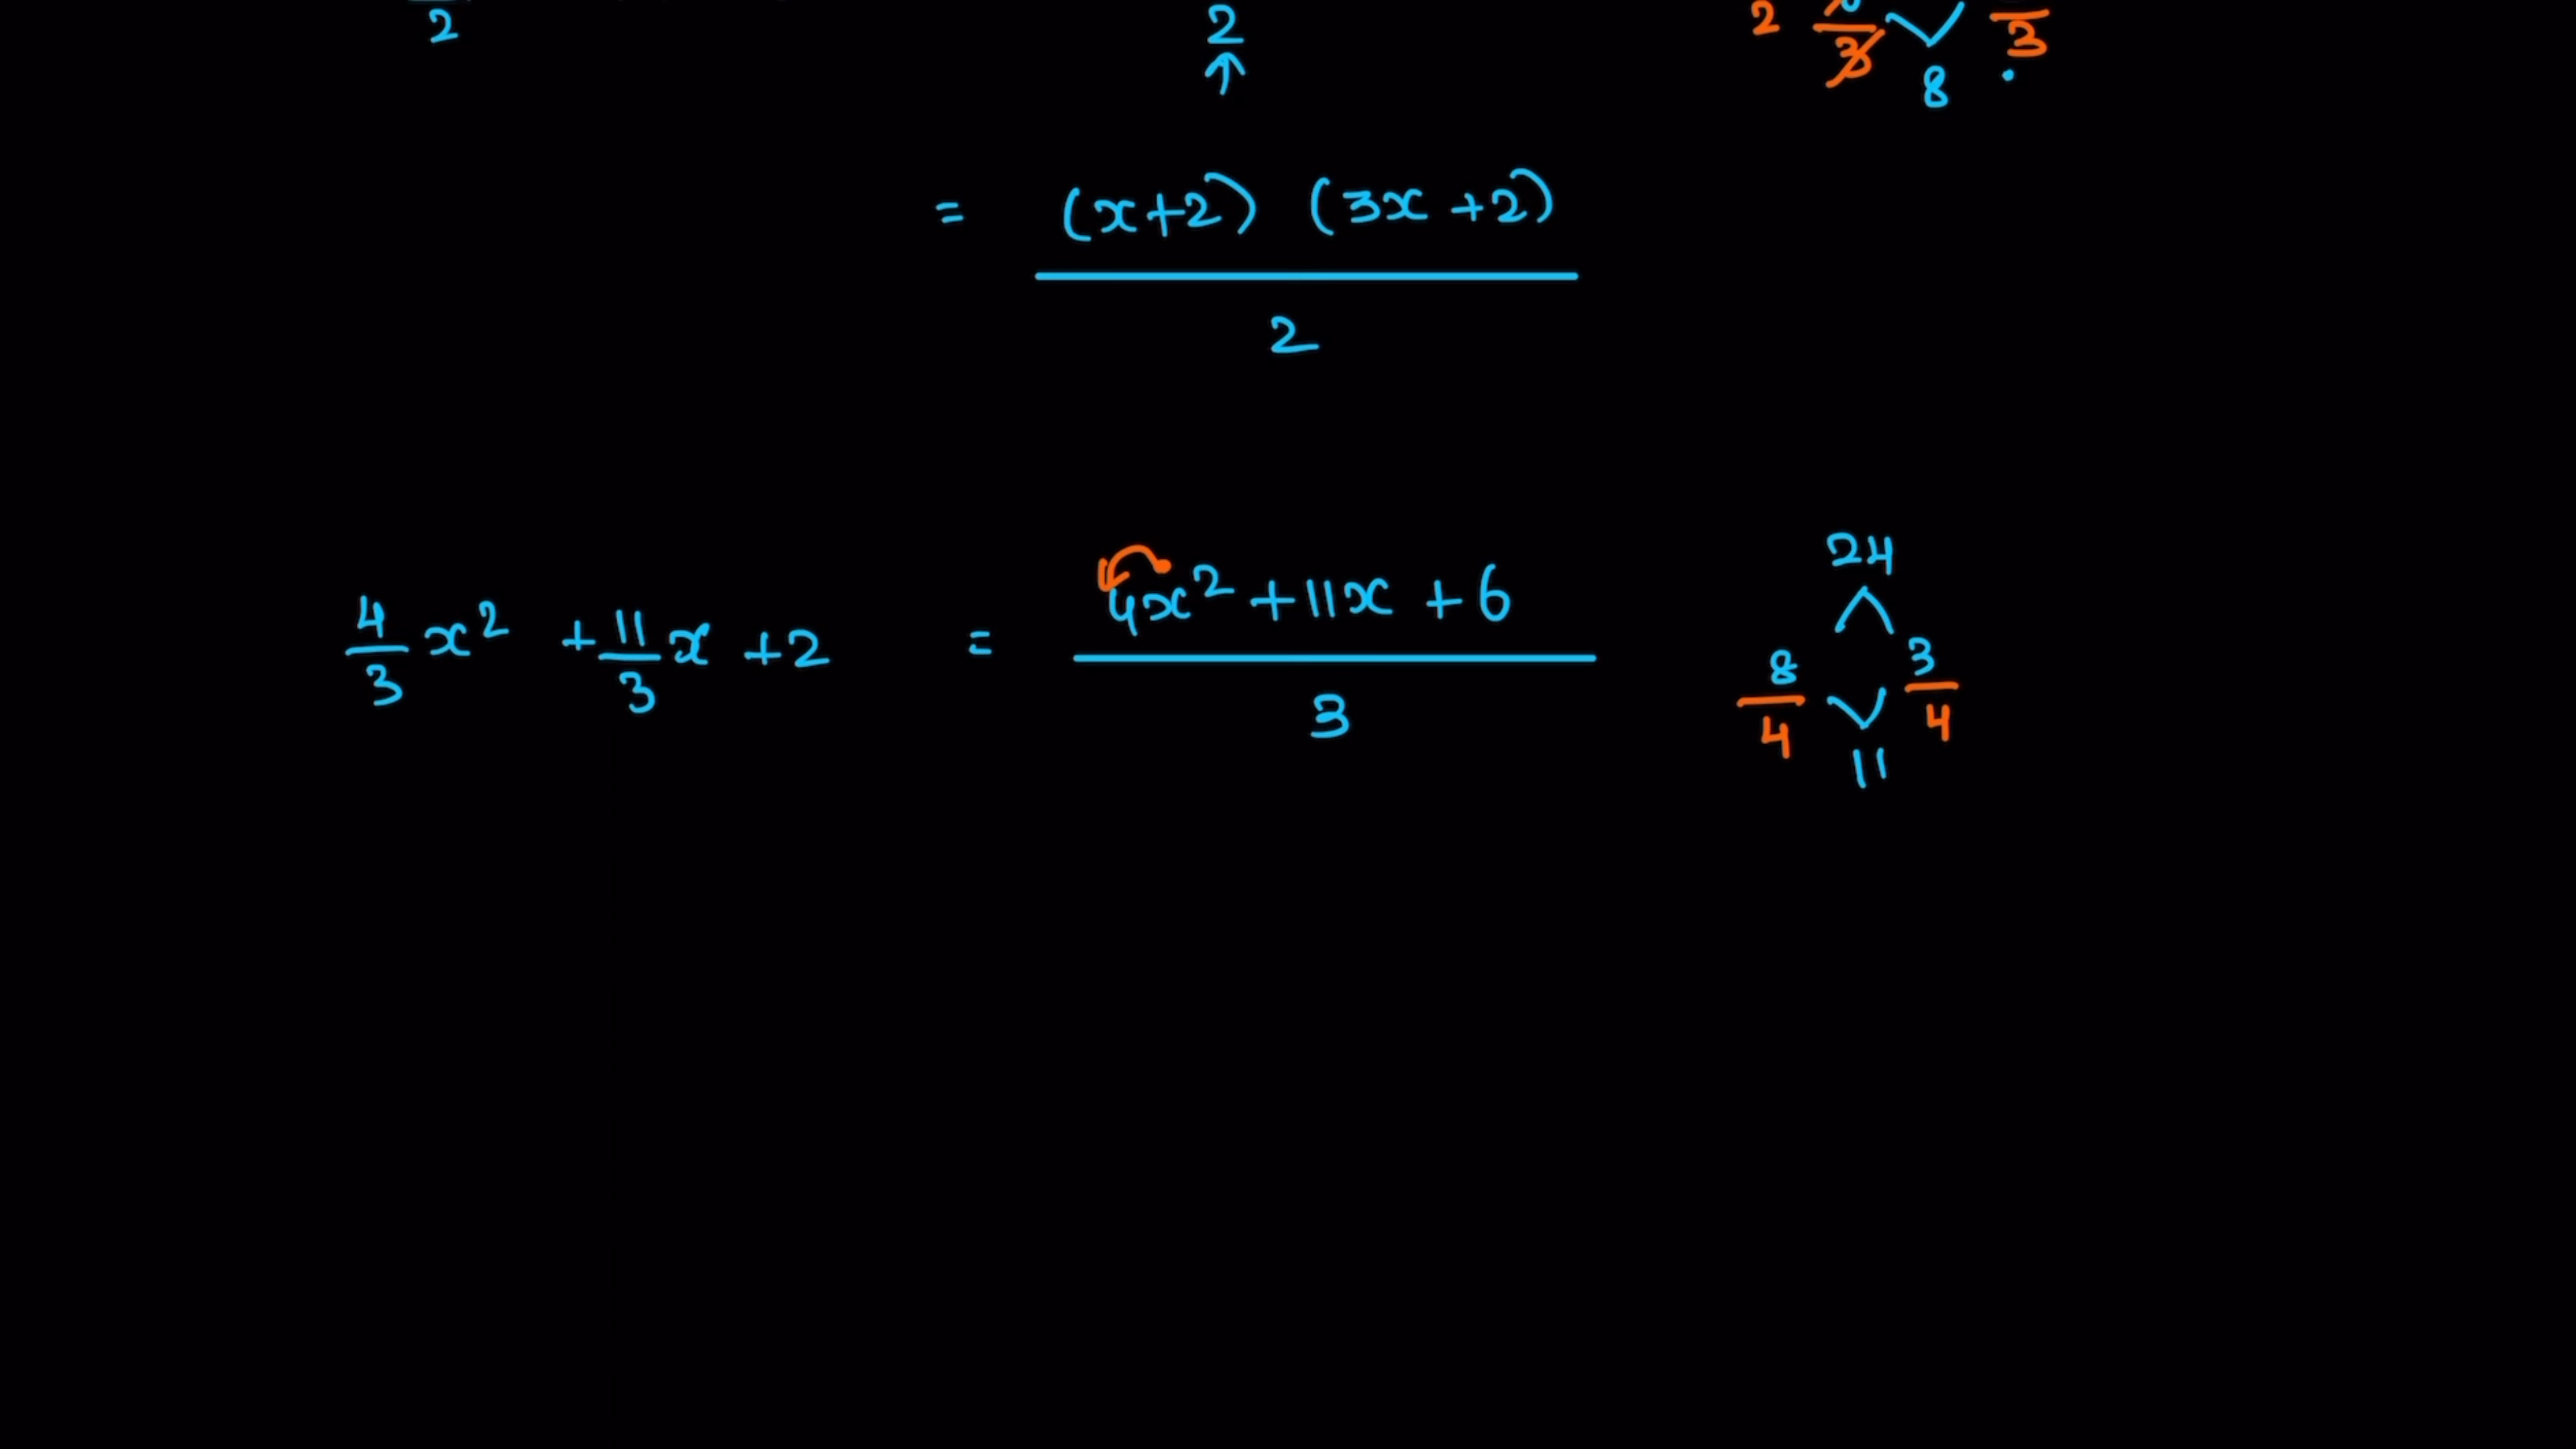 2
2
2 3 3
8
= (x+2) (3x+2)
2
24
4/3 x² + 11/3 x + 2 = 4x² + 11x + 6
3
8/4 3/4
11